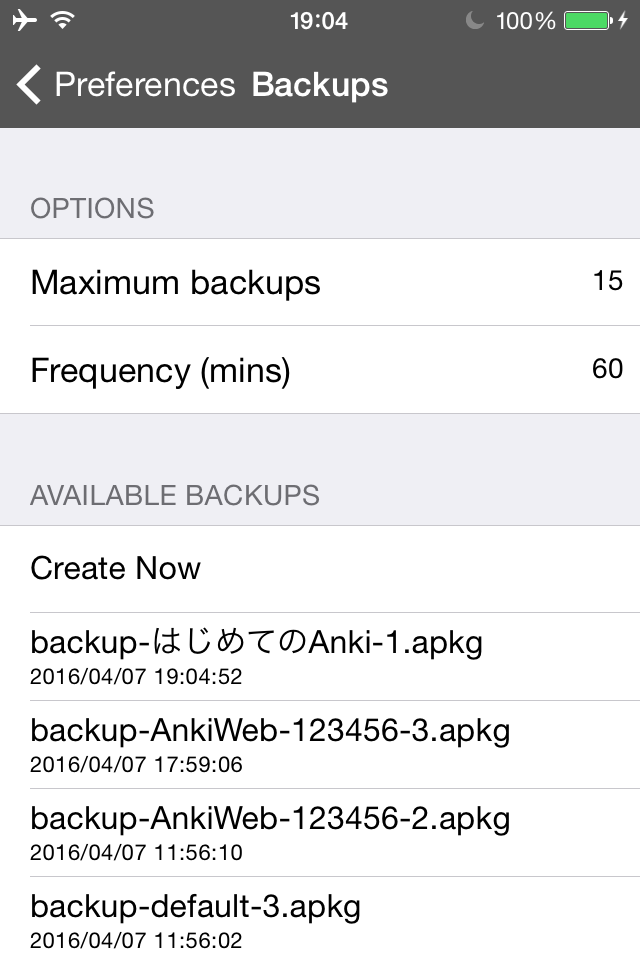 19:04
100%
Preferences Backups
OPTIONS
Maximum backups 15
Frequency (mins) 60
AVAILABLE BACKUPS
Create Now
backup-はじめてのAnki-1.apkg
2016/04/07 19:04:52
backup-AnkiWeb-123456-3.apkg
2016/04/07 17:59:06
backup-AnkiWeb-123456-2.apkg
2016/04/07 11:56:10
backup-default-3.apkg
2016/04/07 11:56:02